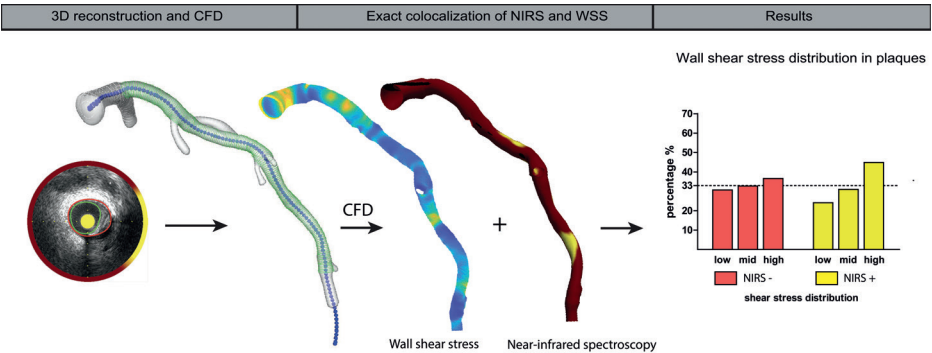 3D reconstruction and CFD
Exact colocalization of NIRS and WSS
Results
Wall shear stress distribution in plaques
CFD
+
Wall shear stress
Near-infrared spectroscopy
percentage %
70
60
50
40
33
20
10
low mid high
low mid high
NIRS -
NIRS +
shear stress distribution